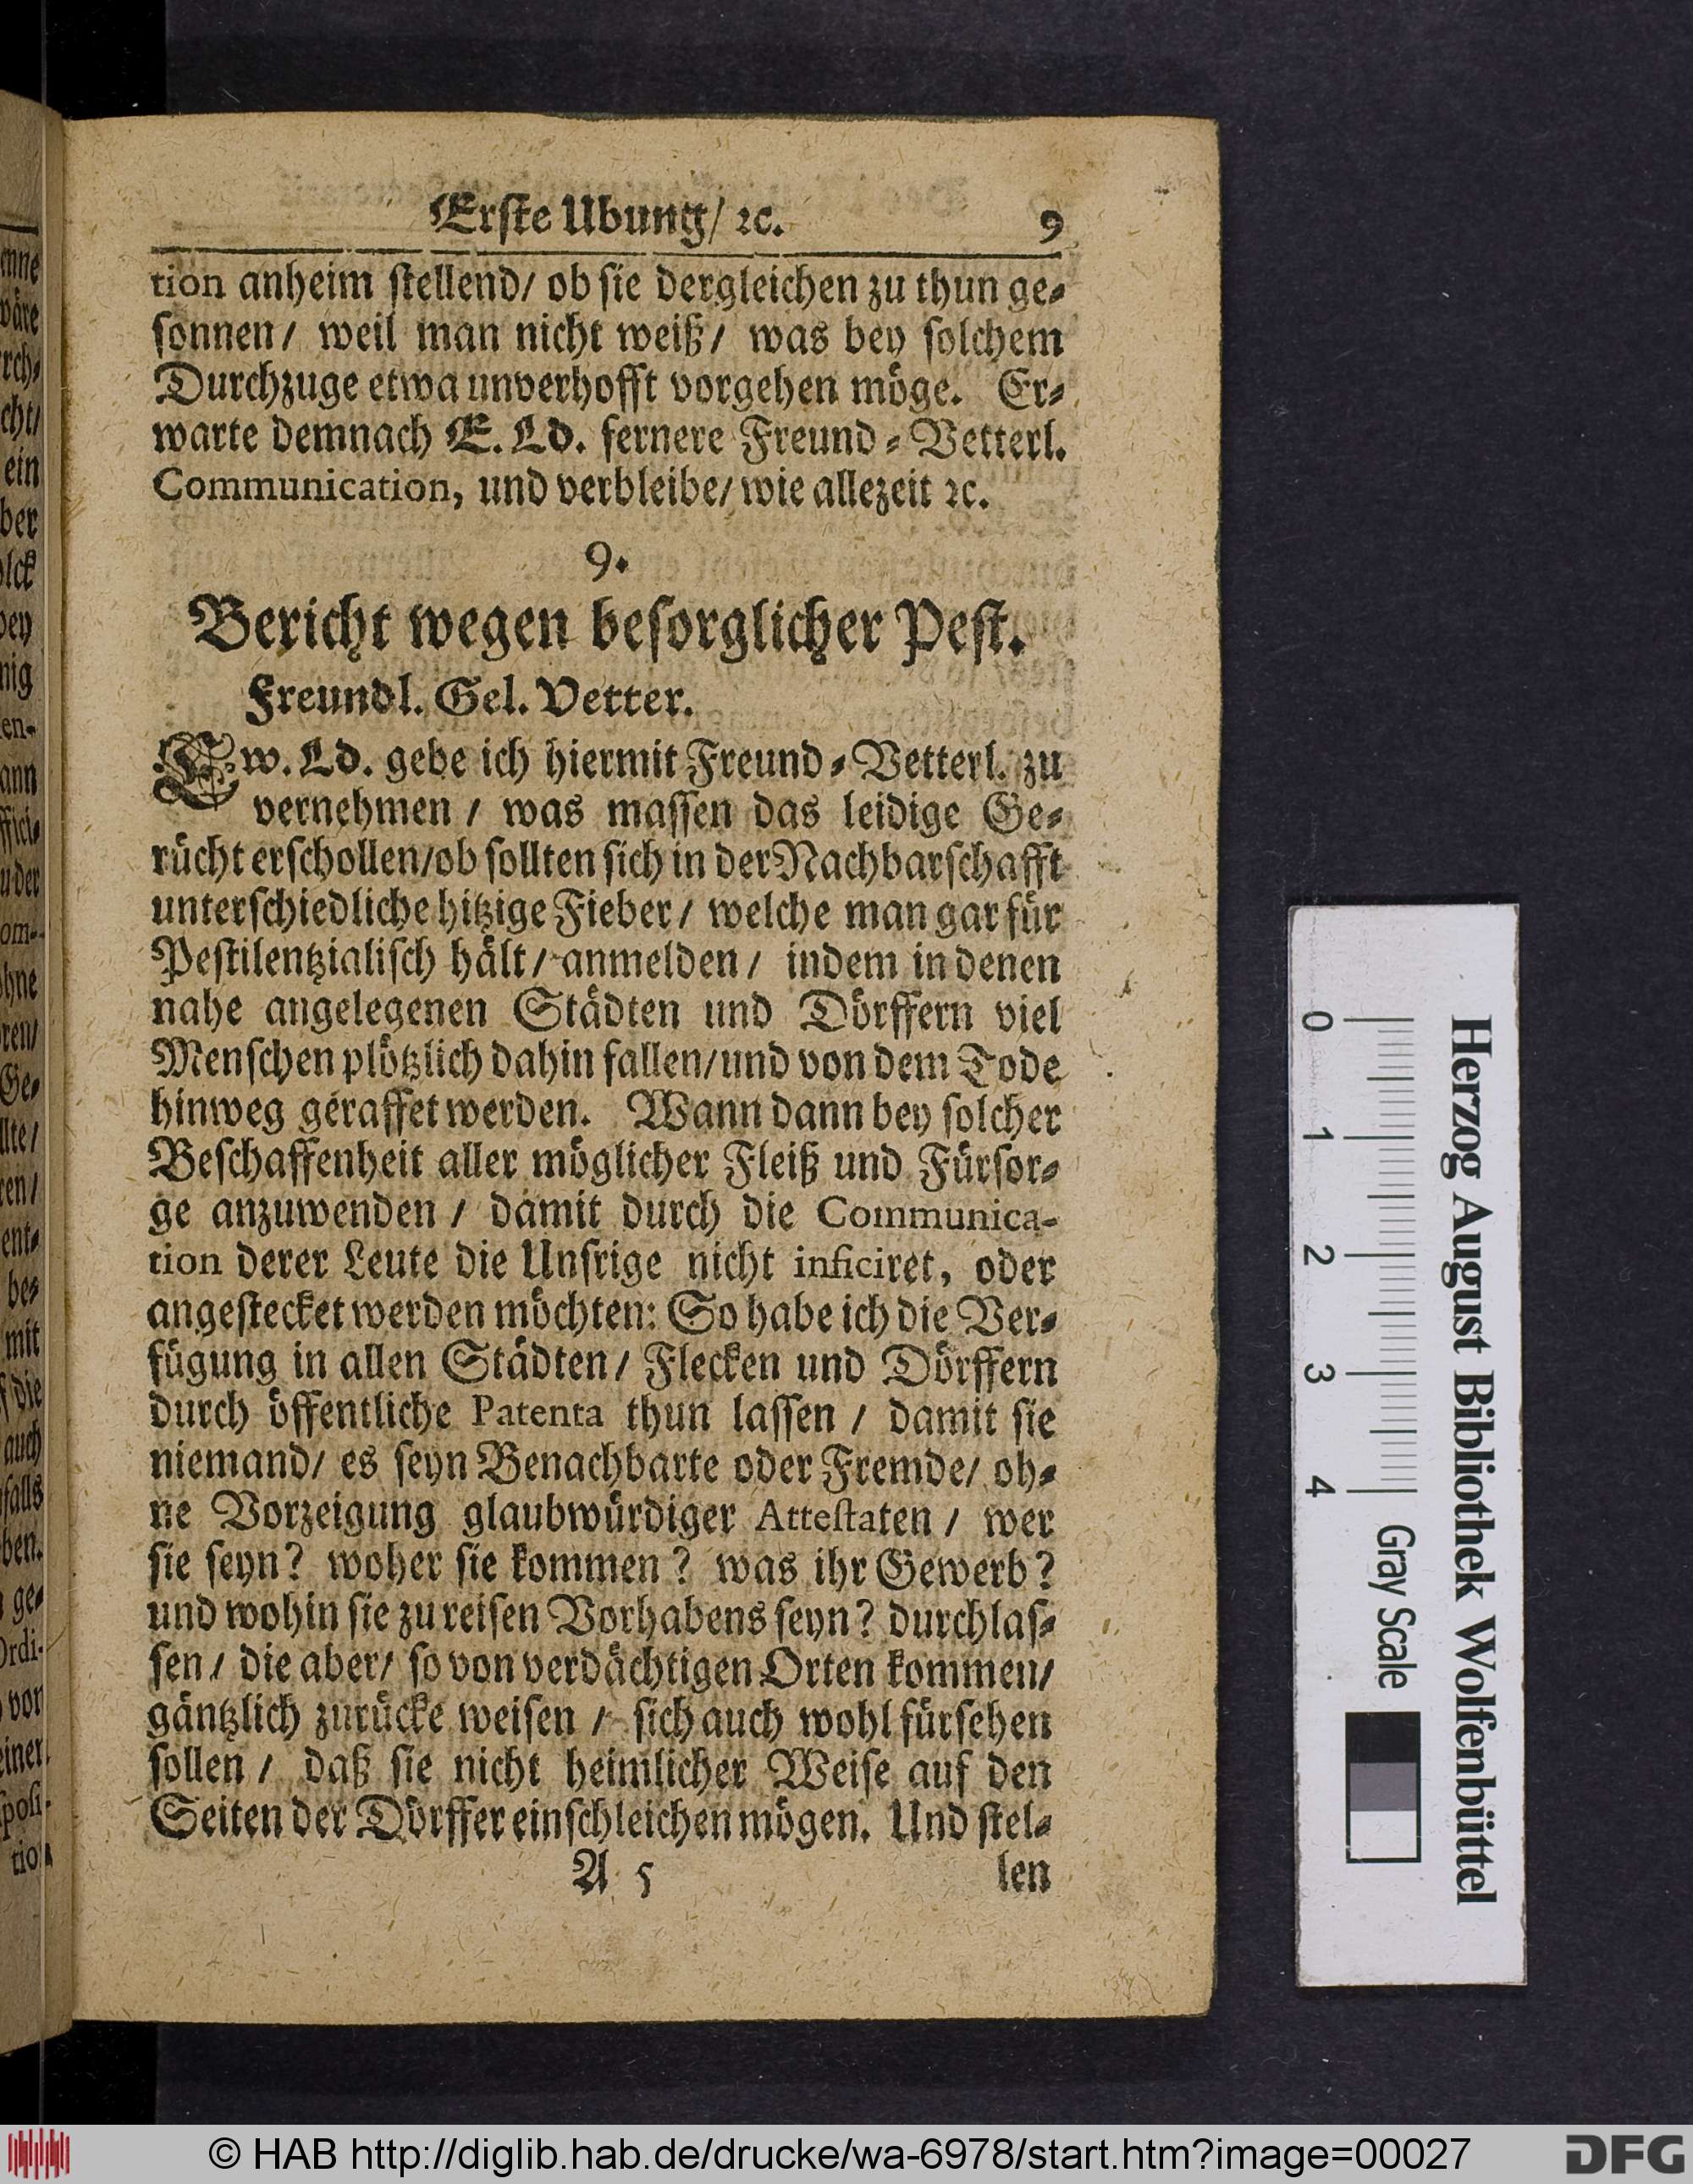 Erste Ubung/ ꝛc. 9
tion anheim stellend/ ob sie dergleichen zu thun ge-
sonnen/ weil man nicht weiß/ was bey solchem
Durchzuge etwa unverhofft vorgehen möge. Er-
warte demnach E. Ld. fernere Freund-Vetterl.
Communication, und verbleibe/ wie allezeit ꝛc.
9.
Bericht wegen besorglicher Pest.
Freundl. Gel. Vetter.
Ew. Ld. gebe ich hiermit Freund-Vetterl. zu
vernehmen / was massen das leidige Ge-
rücht erschollen/ob sollten sich in der Nachbarschafft
unterschiedliche hitzige Fieber/ welche man gar für
Pestilentzialisch hält/ anmelden/ indem in denen
nahe angelegenen Städten und Dörffern viel
Menschen plötzlich dahin fallen/und von dem Tode
hinweg geraffet werden. Wann dann bey solcher
Beschaffenheit aller möglicher Fleiß und Fürsor-
ge anzuwenden / damit durch die Communica-
tion derer Leute die Unsrige nicht inficiret, oder
angestecket werden möchten: So habe ich die Ver-
fügung in allen Städten/ Flecken und Dörffern
durch öffentliche Patenta thun lassen / damit sie
niemand/ es seyn Benachbarte oder Fremde/ oh-
ne Vorzeigung glaubwürdiger Attestaten / wer
sie seyn? woher sie kommen? was ihr Gewerb?
und wohin sie zu reisen Vorhabens seyn? durchlas-
sen/ die aber/ so von verdächtigen Orten kommen/
gäntzlich zurücke weisen / sich auch wohl fürsehen
sollen / daß sie nicht heimlicher Weise auf den
Seiten der Dörffer einschleichen mögen. Und stel-
A 5 len
Herzog August Bibliothek Wolfenbüttel
0 1 2 3 4 Gray Scale
© HAB http://diglib.hab.de/drucke/wa-6978/start.htm?image=00027
DFG